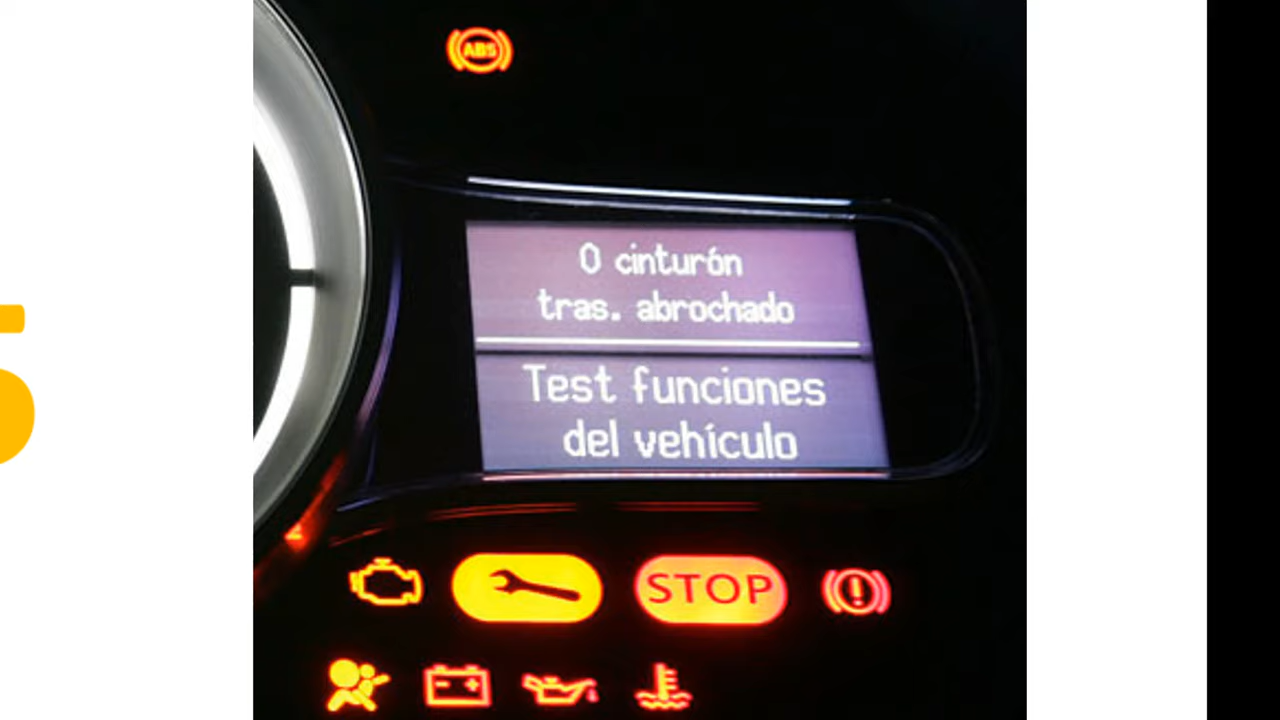 ABS
0 cinturón
tras. abrochado
Test funciones
del vehículo
STOP